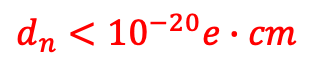 dₙ < 10⁻²⁰e · cm